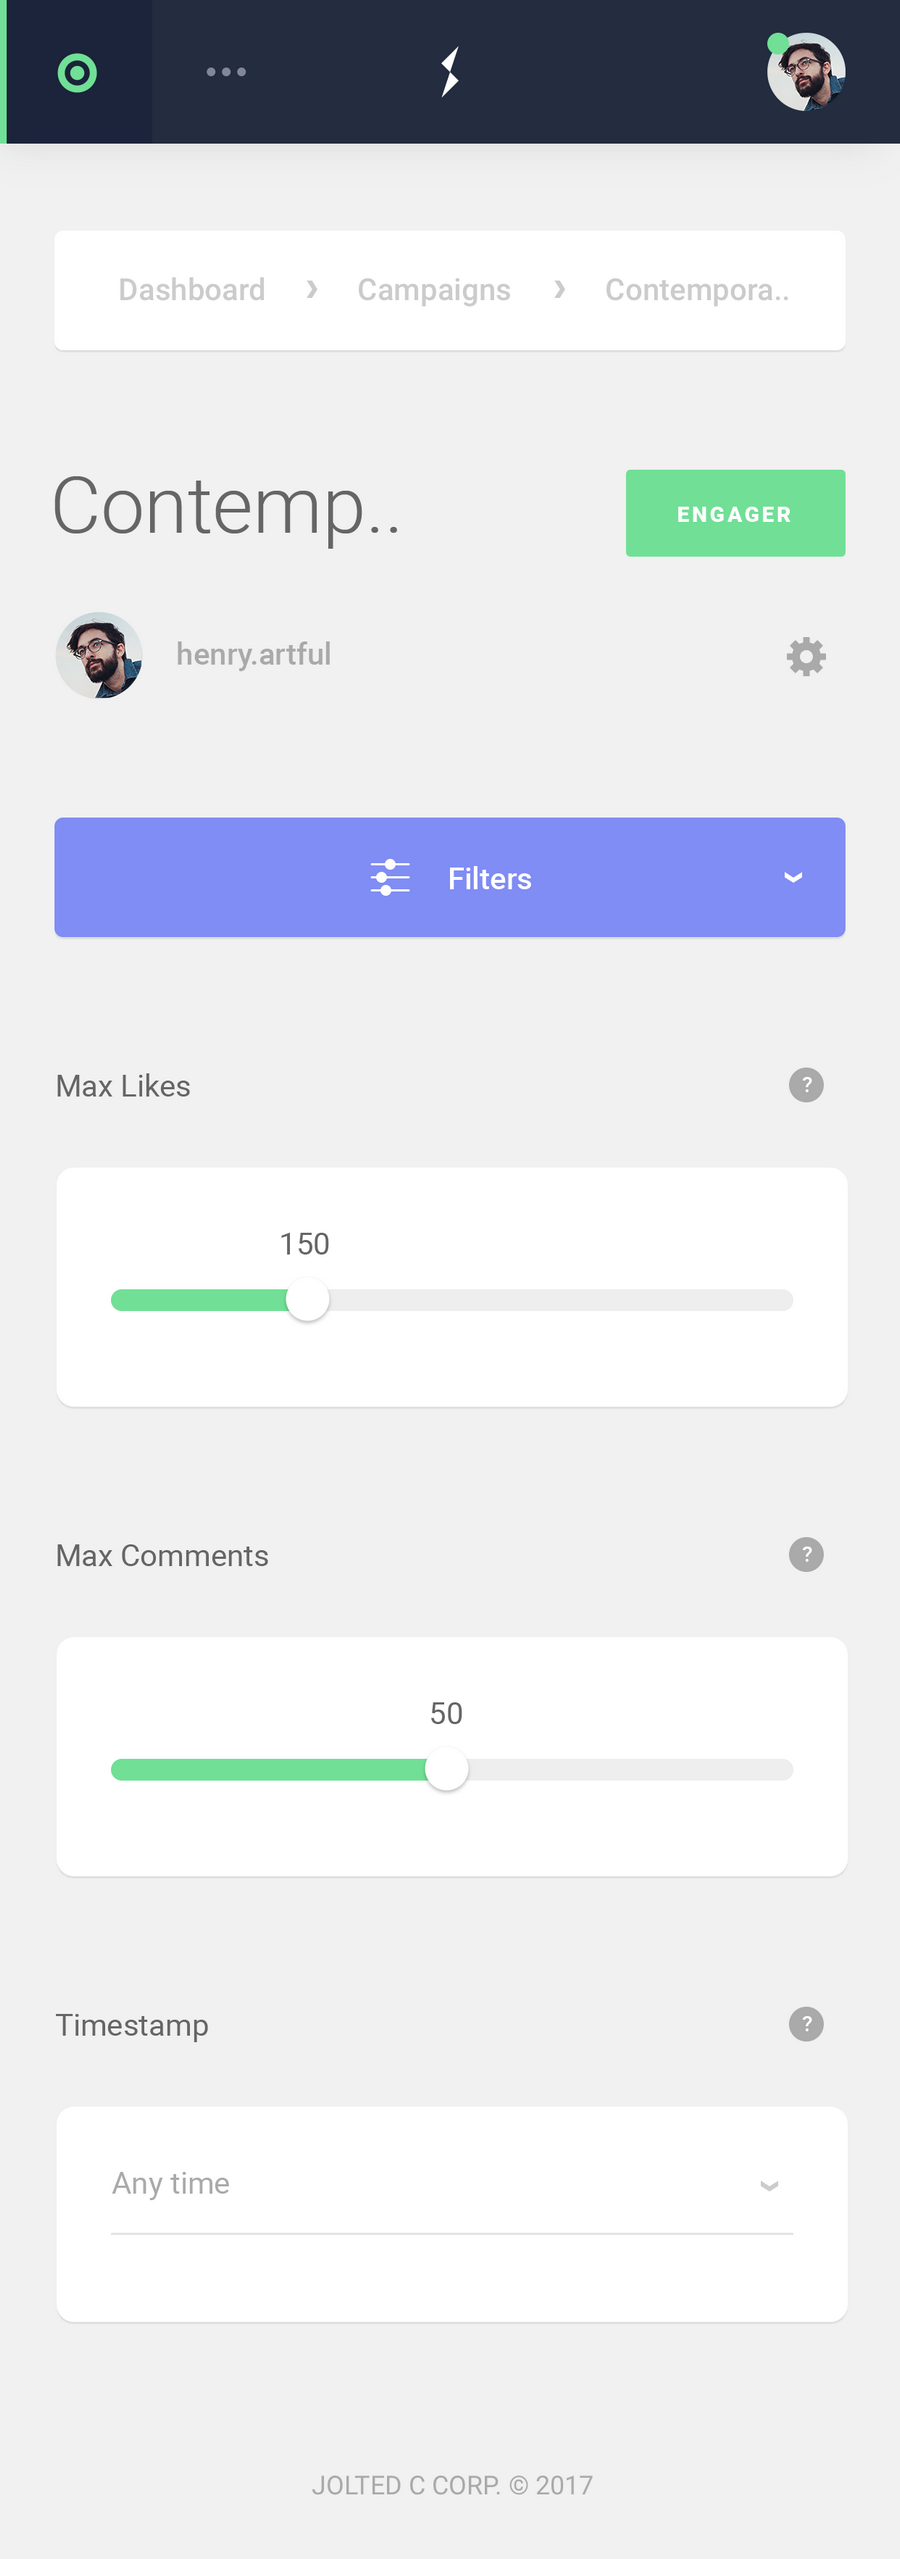 Dashboard › Campaigns › Contempora..
Contemp..
ENGAGER
henry.artful
Filters
Max Likes
?
150
Max Comments
?
50
Timestamp
?
Any time
JOLTED C CORP. © 2017